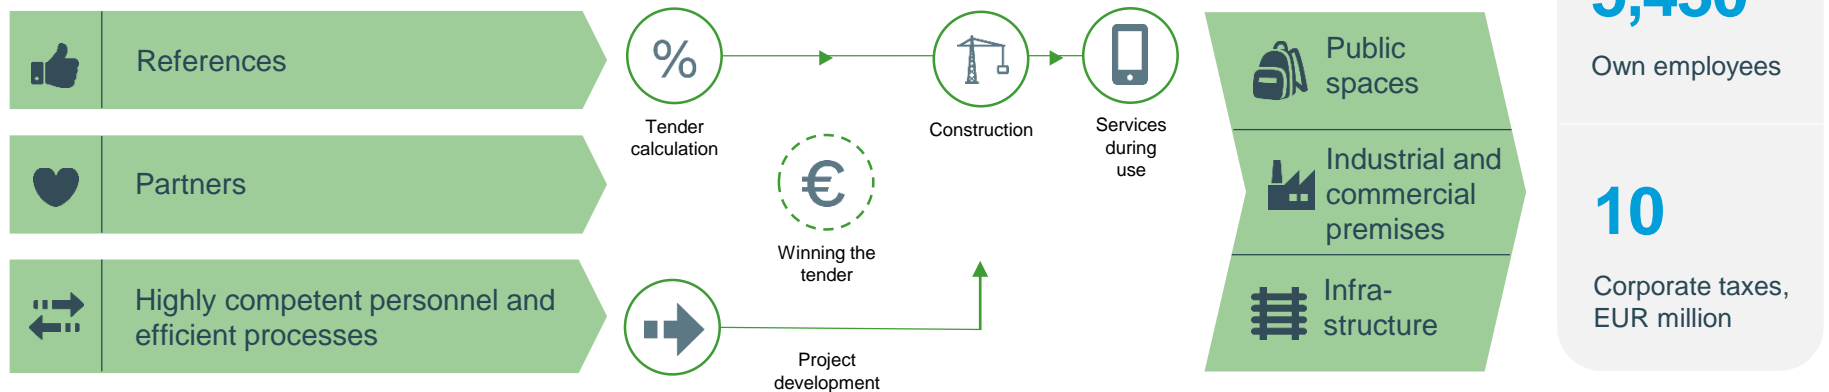 References
Partners
Highly competent personnel and
efficient processes
%
Tender
calculation
€
Winning the
tender
Project
development
Construction
Services
during
use
Public
spaces
Industrial and
commercial
premises
Infra-
structure
Own employees
10
Corporate taxes,
EUR million